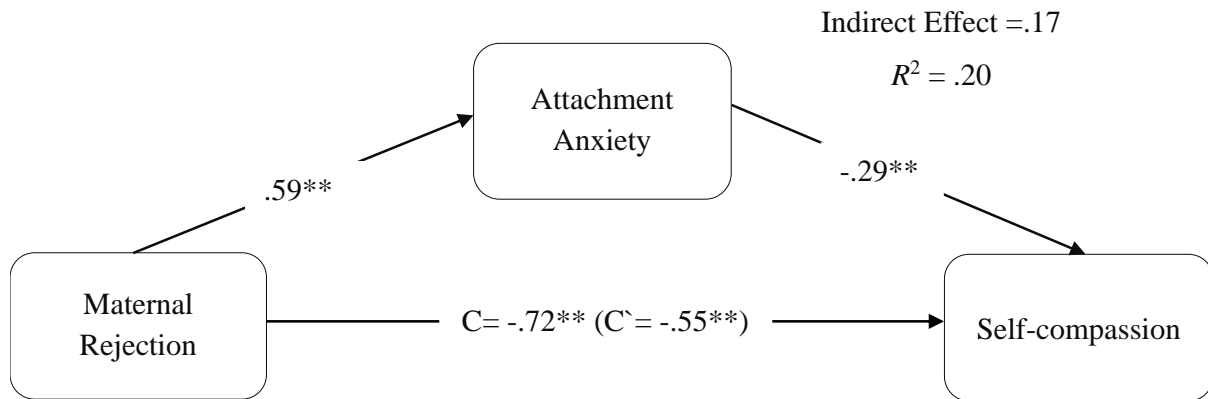 Indirect Effect =.17
R² = .20
Attachment
Anxiety
.59**
-.29**
Maternal
Rejection
C= -.72** (C`= -.55**)
Self-compassion